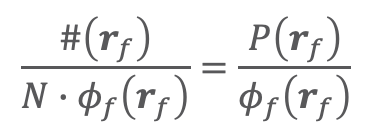 #(r_f) / (N · ϕ_f(r_f)) = P(r_f) / ϕ_f(r_f)